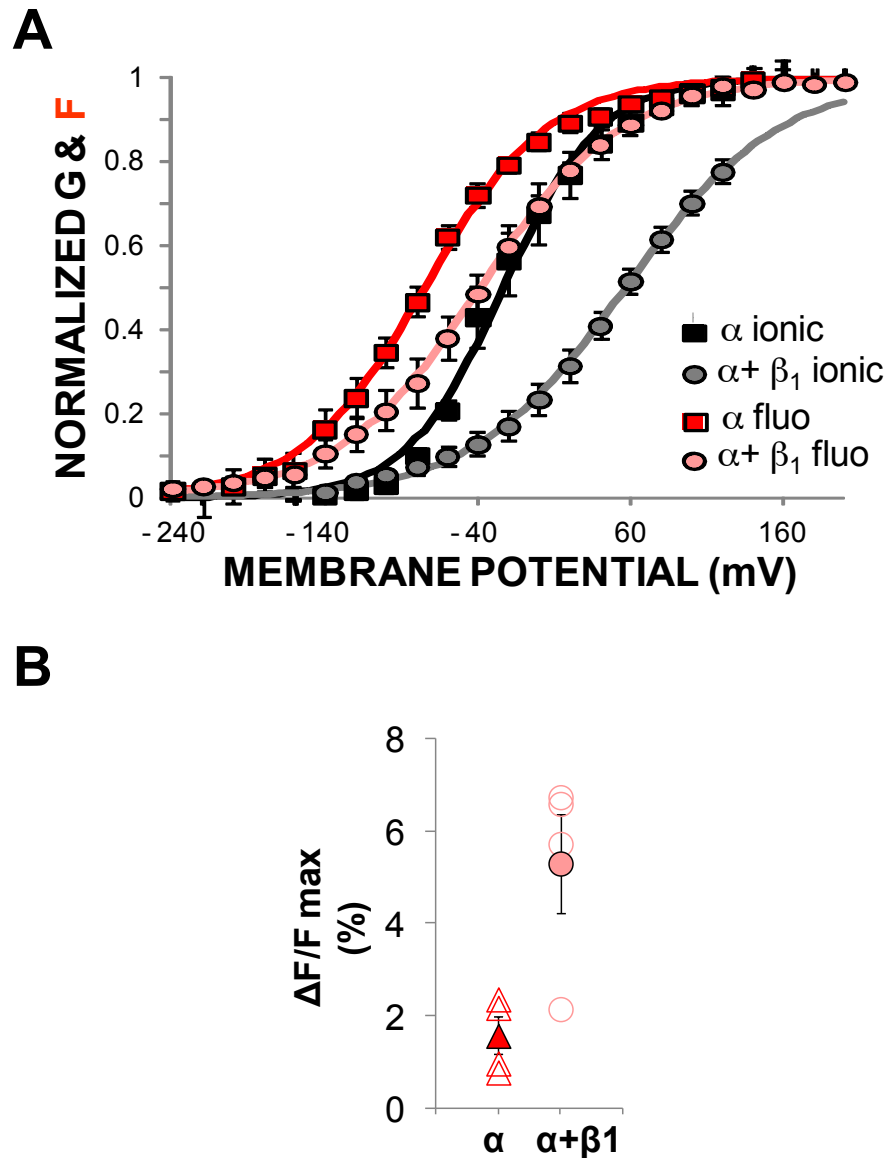 A
NORMALIZED G & F
1
0.8
0.6
0.4
0.2
0
-240
-140
-40
60
160
MEMBRANE POTENTIAL (mV)
α ionic
α+ β₁ ionic
α fluo
α+ β₁ fluo
B
ΔF/F max
(%)
8
6
4
2
0
α
α+β1